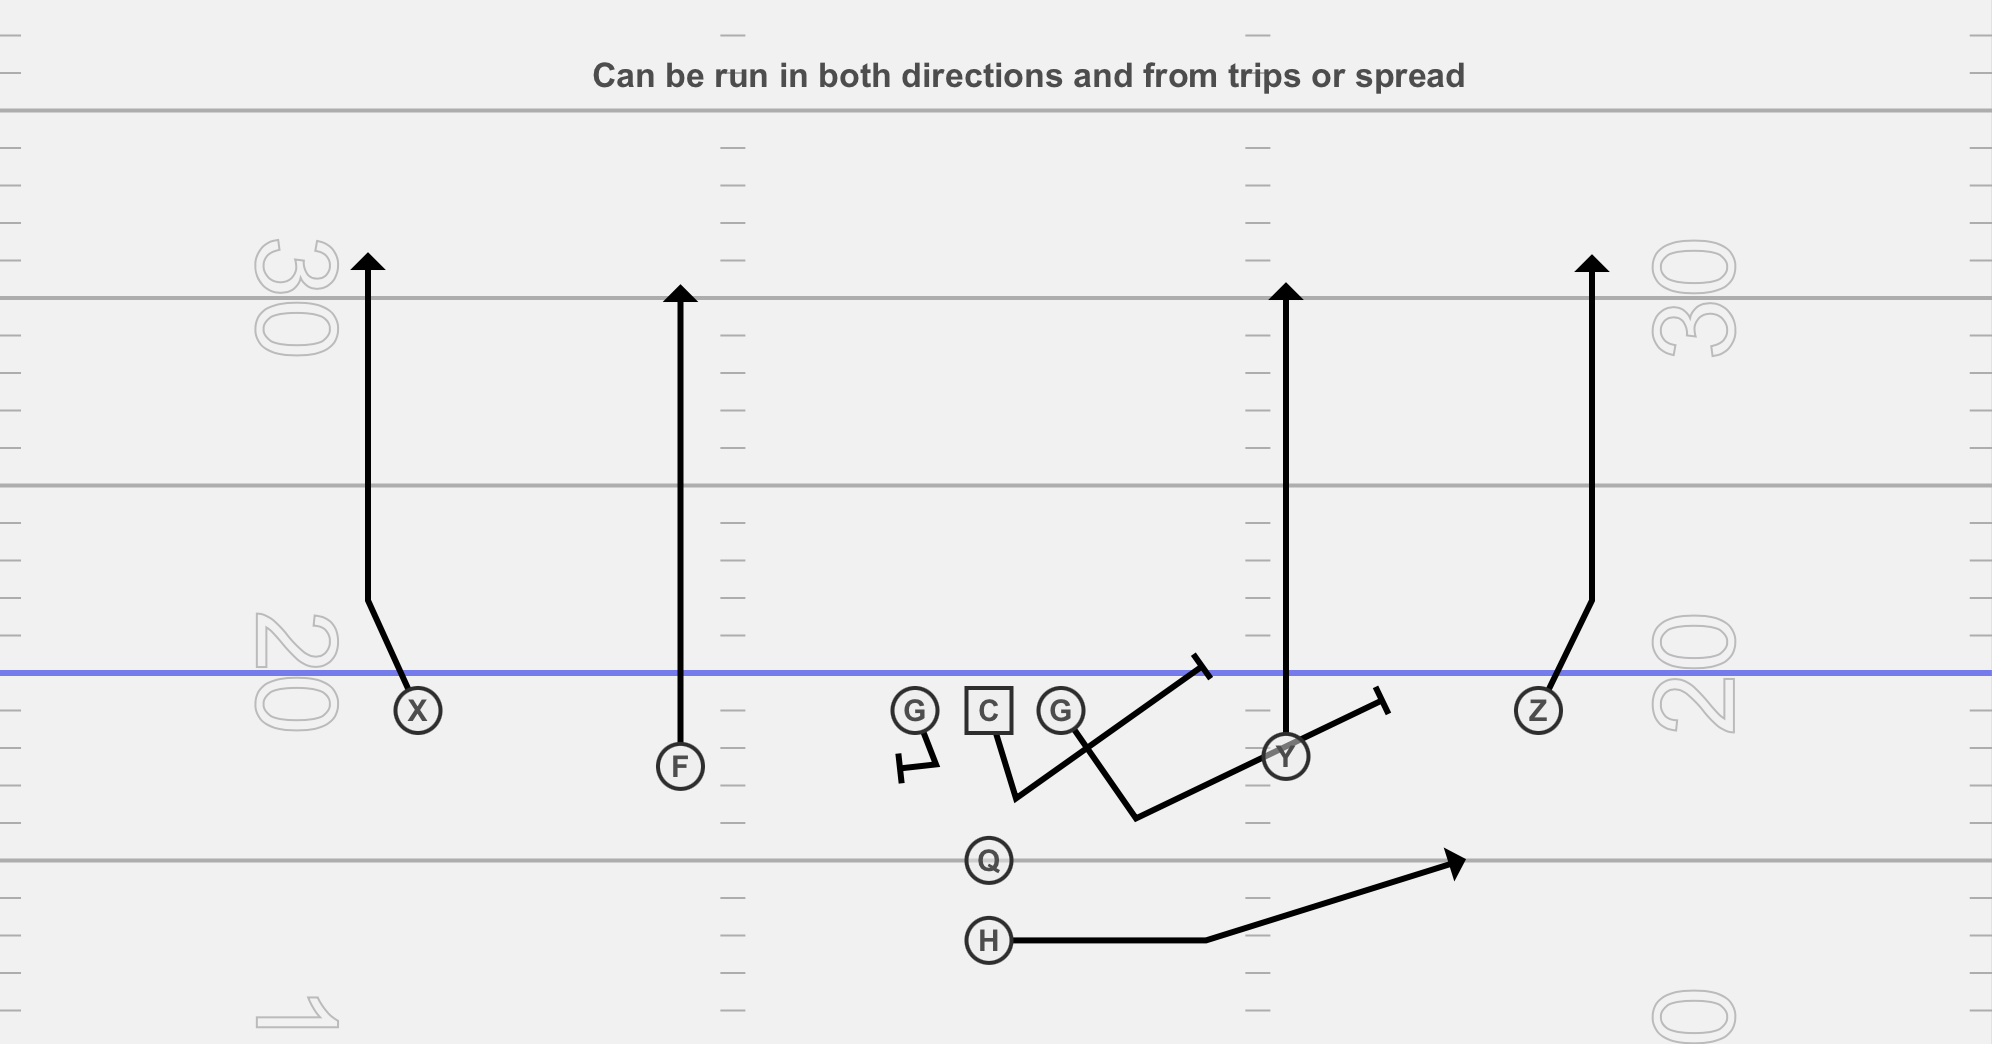 Can be run in both directions and from trips or spread
30 30
20 20
X G C G Z
F Y
Q
H
1 0